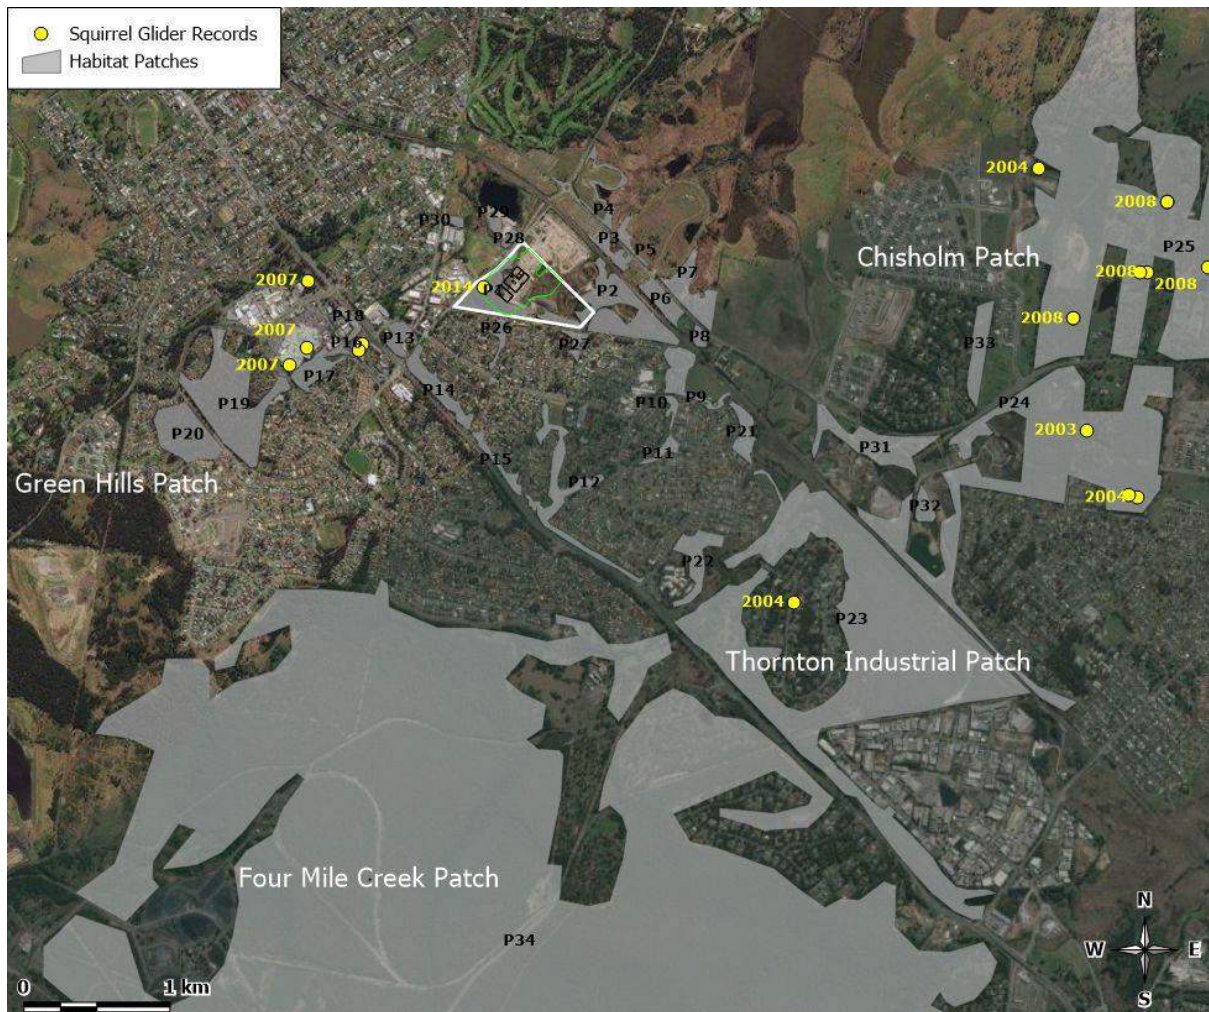 Squirrel Glider Records
Habitat Patches
2004
2008
P4
P30
P29
P28
P3
P5
Chisholm Patch
P25
2007
2014
P1
P2
P7
2008
2008
P6
2008
P18
P26
P27
P8
P13
2007
P16
P33
2007
P17
P14
P10
P9
P24
P19
P20
P21
2003
P31
P11
P15
Green Hills Patch
P12
2004
P32
P22
2004
P23
Thornton Industrial Patch
Four Mile Creek Patch
P34
N
W
E
S
0
1 km